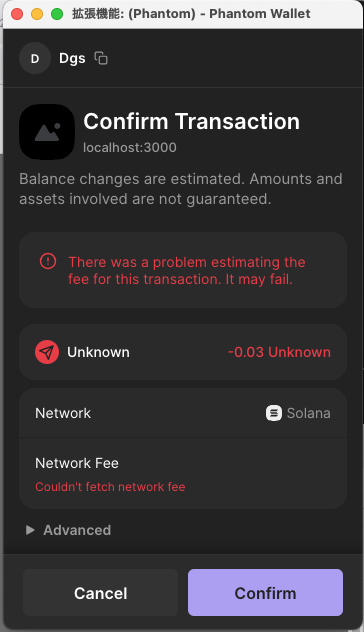 拡張機能: (Phantom) - Phantom Wallet
D
Dgs
Confirm Transaction
localhost:3000
Balance changes are estimated. Amounts and
assets involved are not guaranteed.
There was a problem estimating the
fee for this transaction. It may fail.
Unknown
-0.03 Unknown
Network
Solana
Network Fee
Couldn't fetch network fee
Advanced
Cancel
Confirm